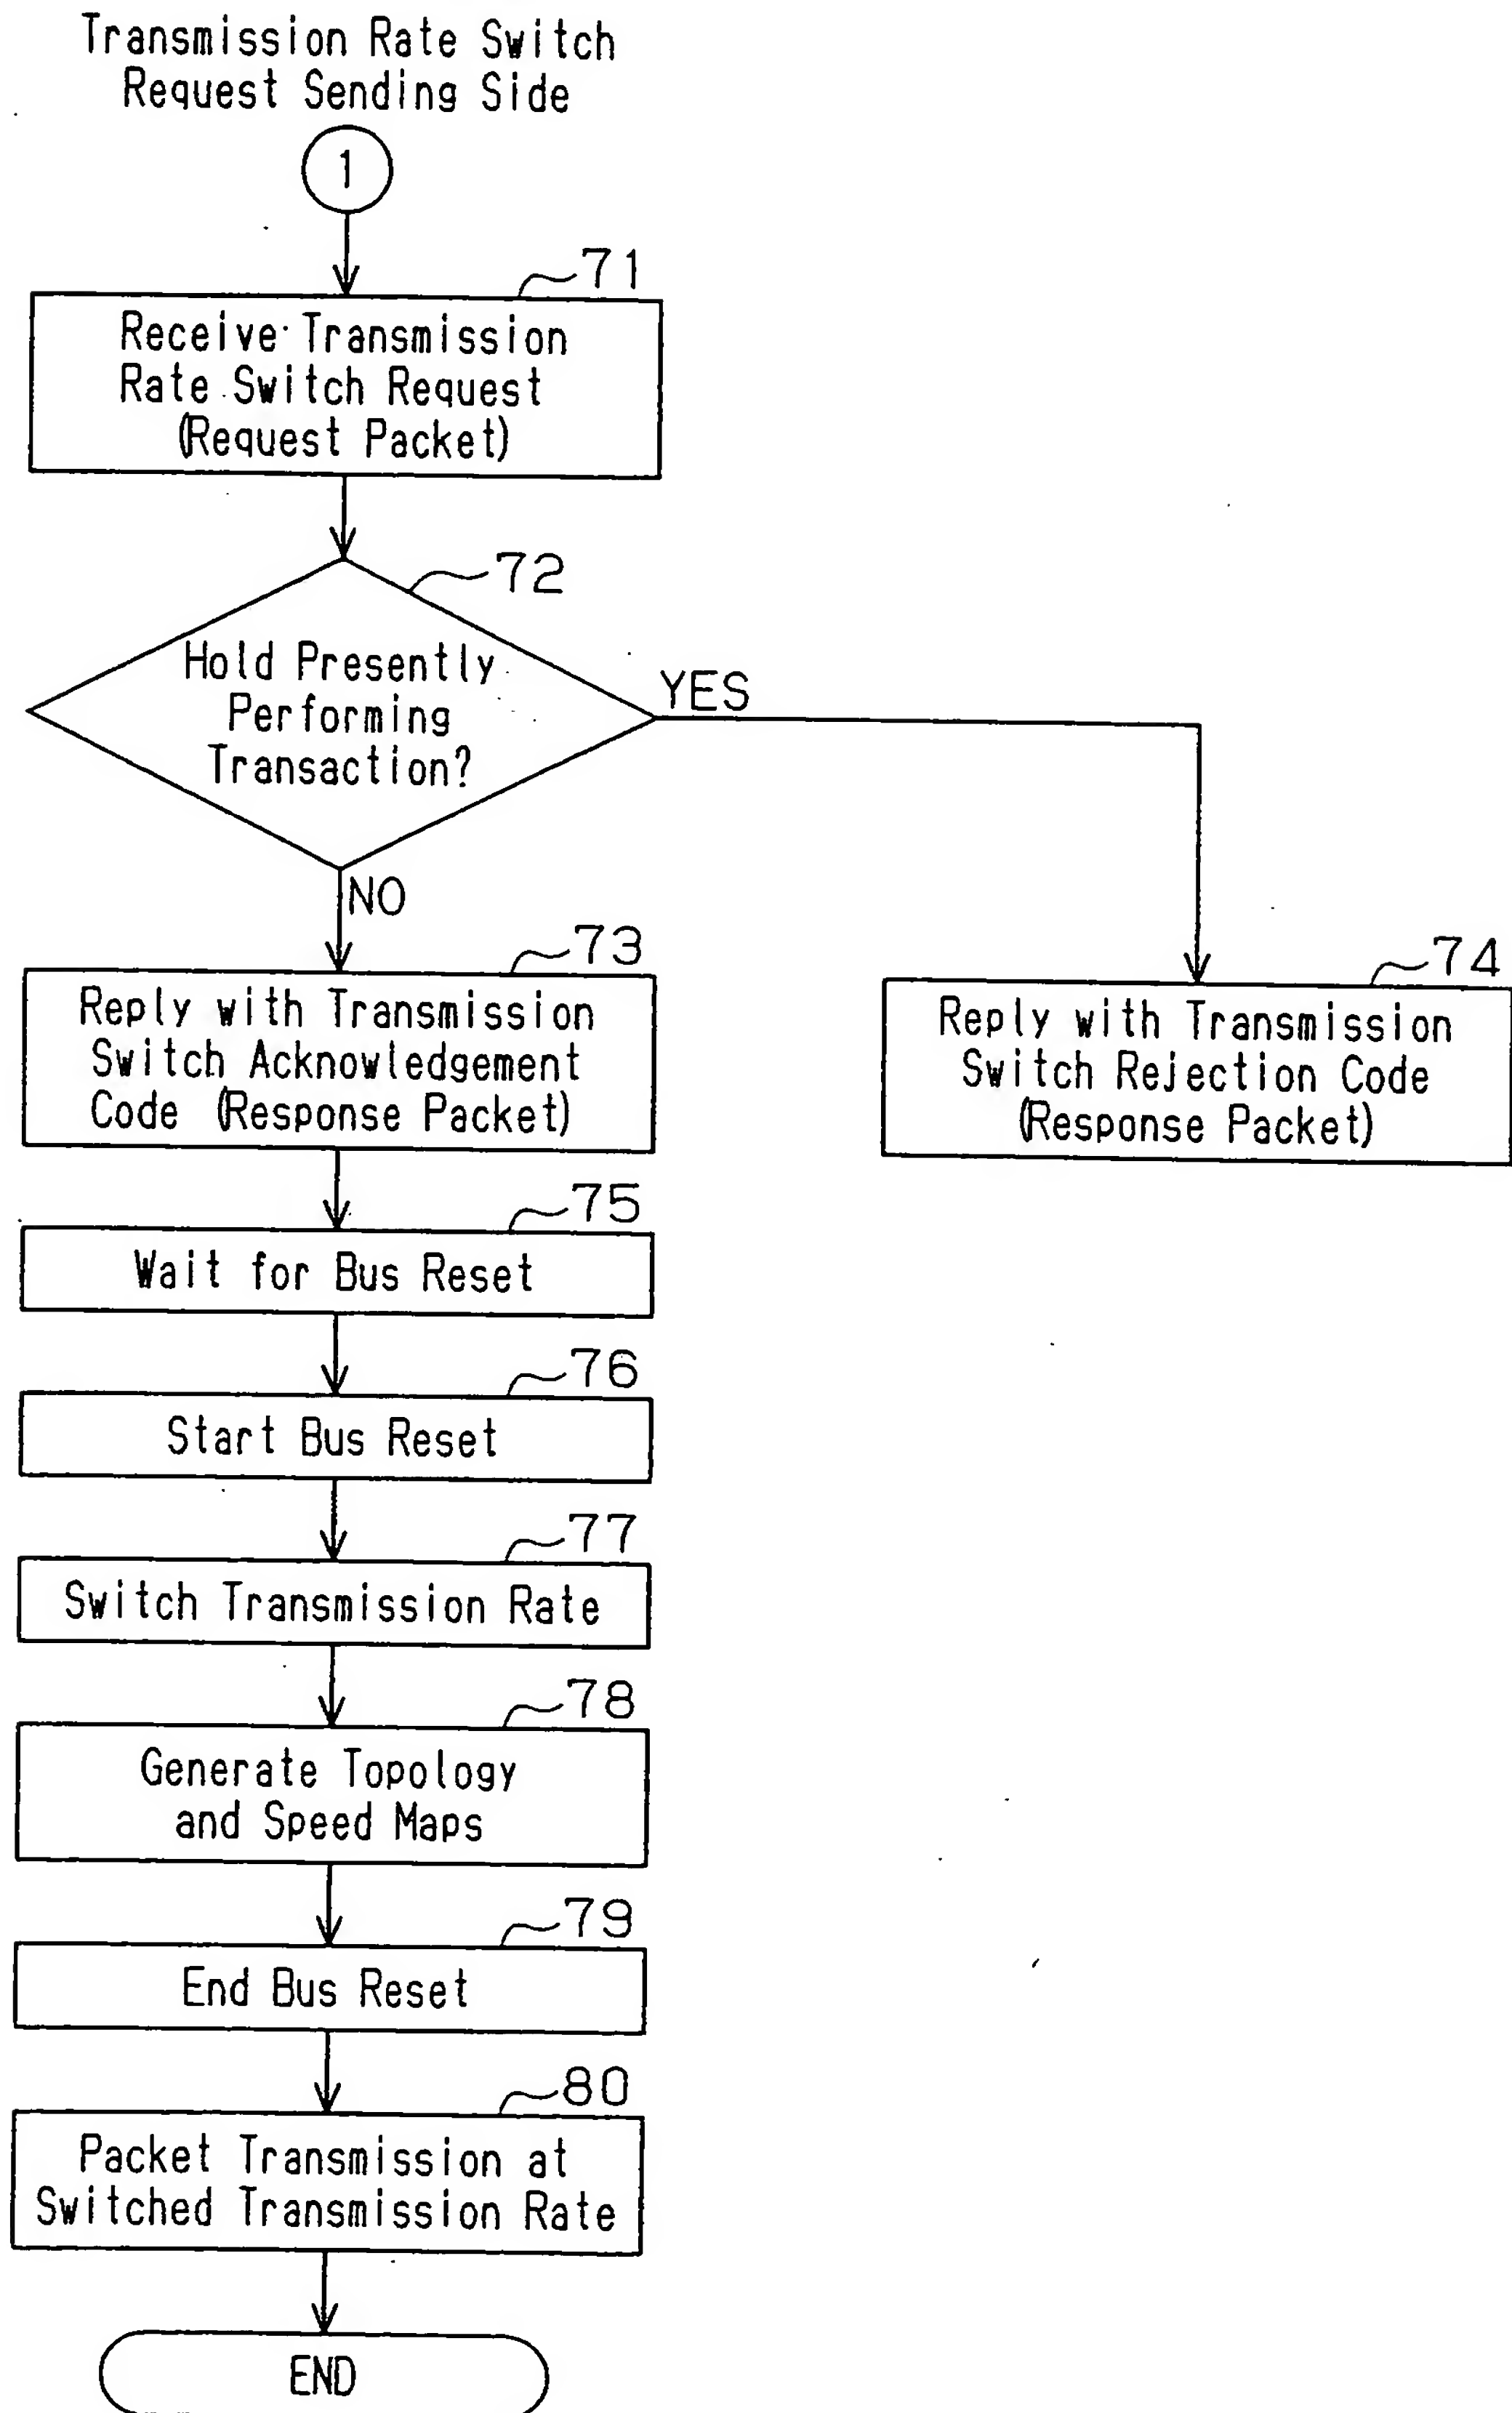 Transmission Rate Switch
Request Sending Side
1
71
Receive Transmission
Rate Switch Request
(Request Packet)
72
Hold Presently
Performing
Transaction?
YES
NO
73
Reply with Transmission
Switch Acknowledgement
Code (Response Packet)
74
Reply with Transmission
Switch Rejection Code
(Response Packet)
75
Wait for Bus Reset
76
Start Bus Reset
77
Switch Transmission Rate
78
Generate Topology
and Speed Maps
79
End Bus Reset
80
Packet Transmission at
Switched Transmission Rate
END